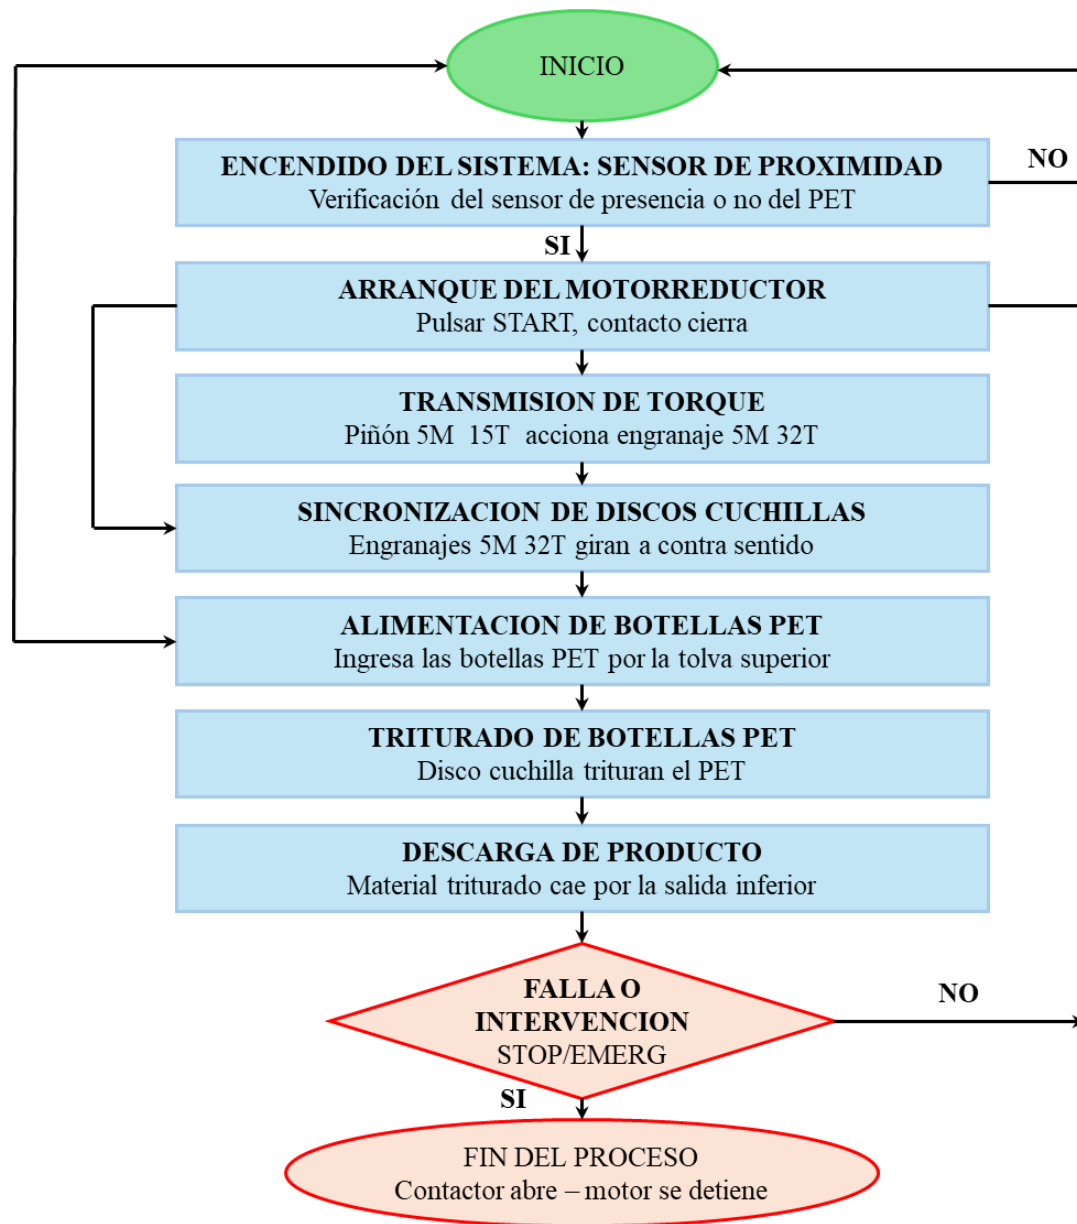 INICIO
ENCENDIDO DEL SISTEMA: SENSOR DE PROXIMIDAD
Verificación del sensor de presencia o no del PET
NO
SI
ARRANQUE DEL MOTORREDUCTOR
Pulsar START, contacto cierra
TRANSMISION DE TORQUE
Piñón 5M 15T acciona engranaje 5M 32T
SINCRONIZACION DE DISCOS CUCHILLAS
Engranajes 5M 32T giran a contra sentido
ALIMENTACION DE BOTELLAS PET
Ingresa las botellas PET por la tolva superior
TRITURADO DE BOTELLAS PET
Disco cuchilla trituran el PET
DESCARGA DE PRODUCTO
Material triturado cae por la salida inferior
FALLA O
INTERVENCION
STOP/EMERG
NO
SI
FIN DEL PROCESO
Contactor abre – motor se detiene